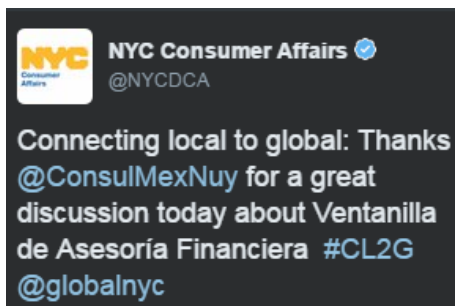 NYC
Consumer
Affairs
NYC Consumer Affairs
@NYCDCA
Connecting local to global: Thanks
@ConsulMexNuy for a great
discussion today about Ventanilla
de Asesoría Financiera #CL2G
@globalnyc